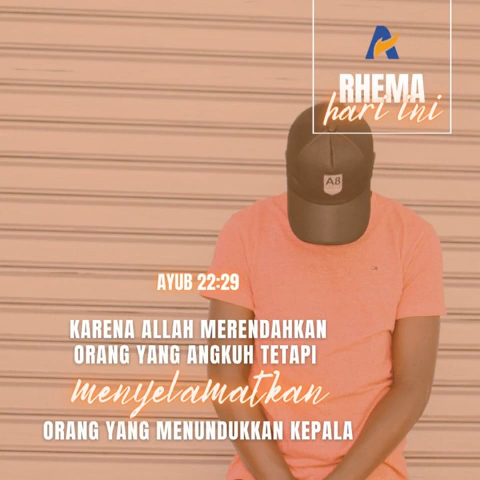 RHEMA
hari ini
A8
AYUB 22:29
KARENA ALLAH MERENDAHKAN
ORANG YANG ANGKUH TETAPI
menyelamatkan
ORANG YANG MENUNDUKKAN KEPALA